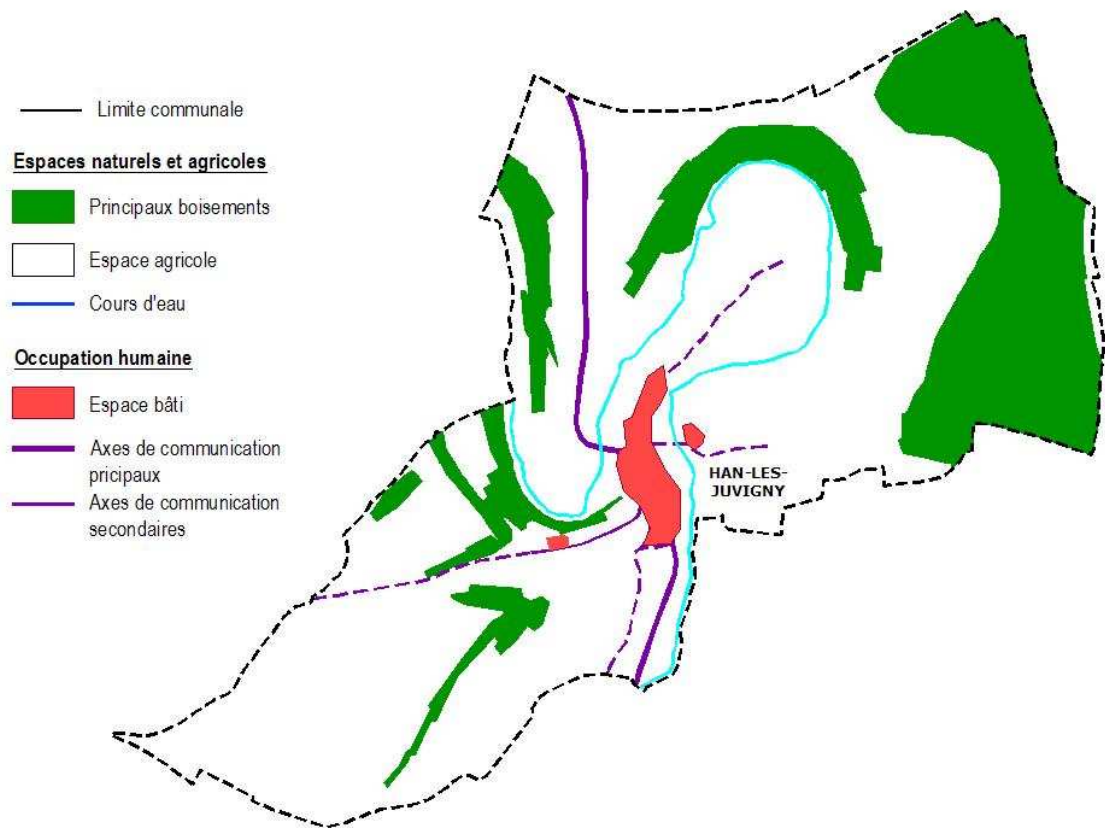 Limite communale
Espaces naturels et agricoles
Principaux boisements
Espace agricole
Cours d'eau
Occupation humaine
Espace bâti
Axes de communication
pricipaux
Axes de communication
secondaires
HAN-LES-
JUVIGNY